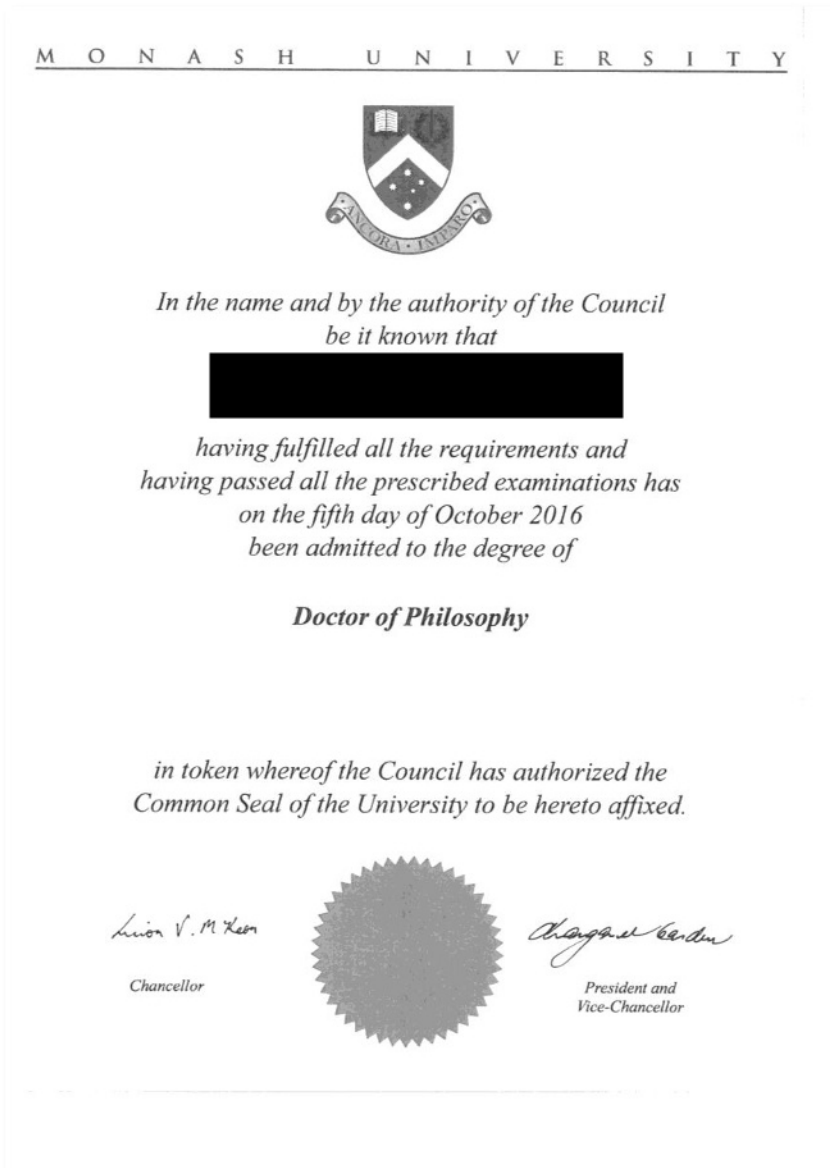 MONASH UNIVERSITY
ANCORA · IMPARO
In the name and by the authority of the Council
be it known that
having fulfilled all the requirements and
having passed all the prescribed examinations has
on the fifth day of October 2016
been admitted to the degree of
Doctor of Philosophy
in token whereof the Council has authorized the
Common Seal of the University to be hereto affixed.
Chancellor
President and
Vice-Chancellor